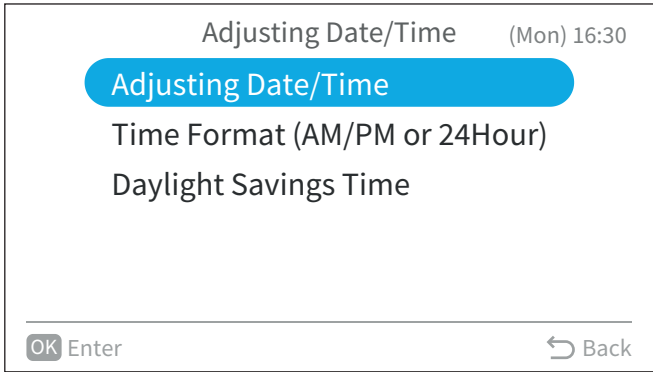 Adjusting Date/Time (Mon) 16:30
Adjusting Date/Time
Time Format (AM/PM or 24Hour)
Daylight Savings Time
OK Enter Back